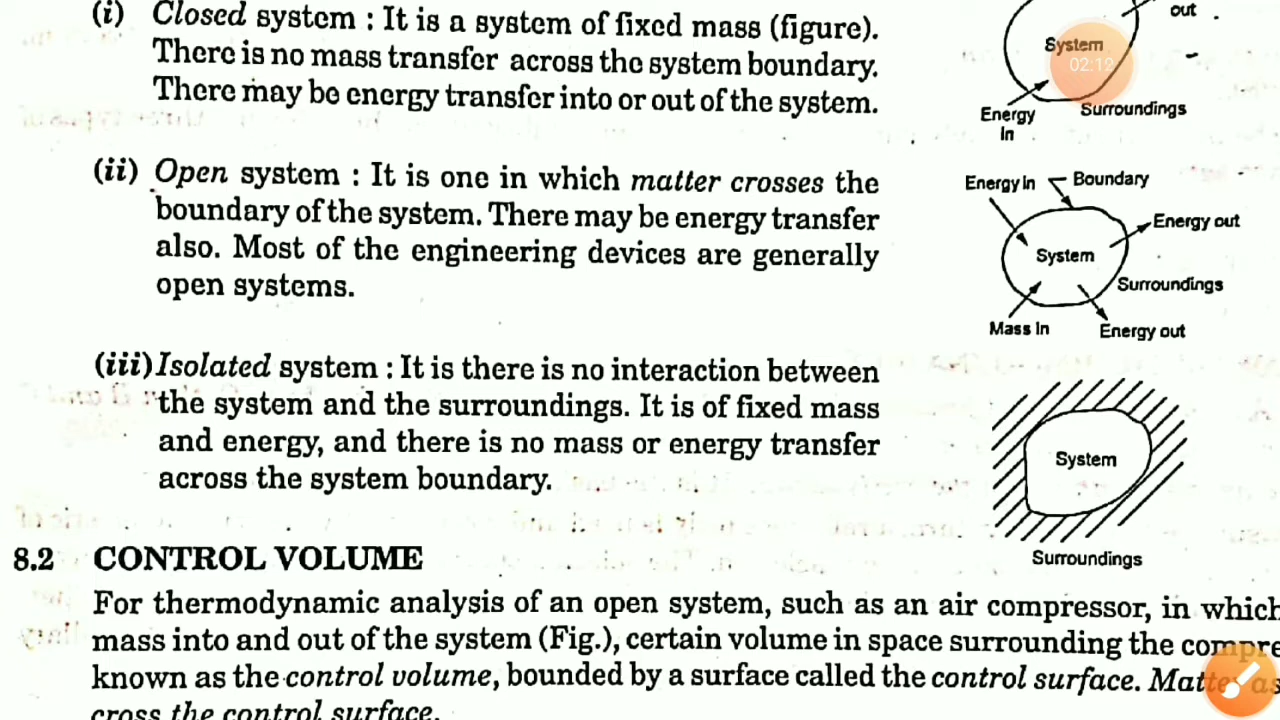 (i) Closed system : It is a system of fixed mass (figure).
There is no mass transfer across the system boundary.
There may be energy transfer into or out of the system.
out
System
02:12
Energy
In
Surroundings
(ii) Open system : It is one in which matter crosses the
boundary of the system. There may be energy transfer
also. Most of the engineering devices are generally
open systems.
Energy in
Boundary
Energy out
System
Surroundings
Mass In
Energy out
(iii) Isolated system : It is there is no interaction between
the system and the surroundings. It is of fixed mass
and energy, and there is no mass or energy transfer
across the system boundary.
System
Surroundings
8.2 CONTROL VOLUME
For thermodynamic analysis of an open system, such as an air compressor, in which
mass into and out of the system (Fig.), certain volume in space surrounding the compre
known as the control volume, bounded by a surface called the control surface. Matte as
cross the control surface.